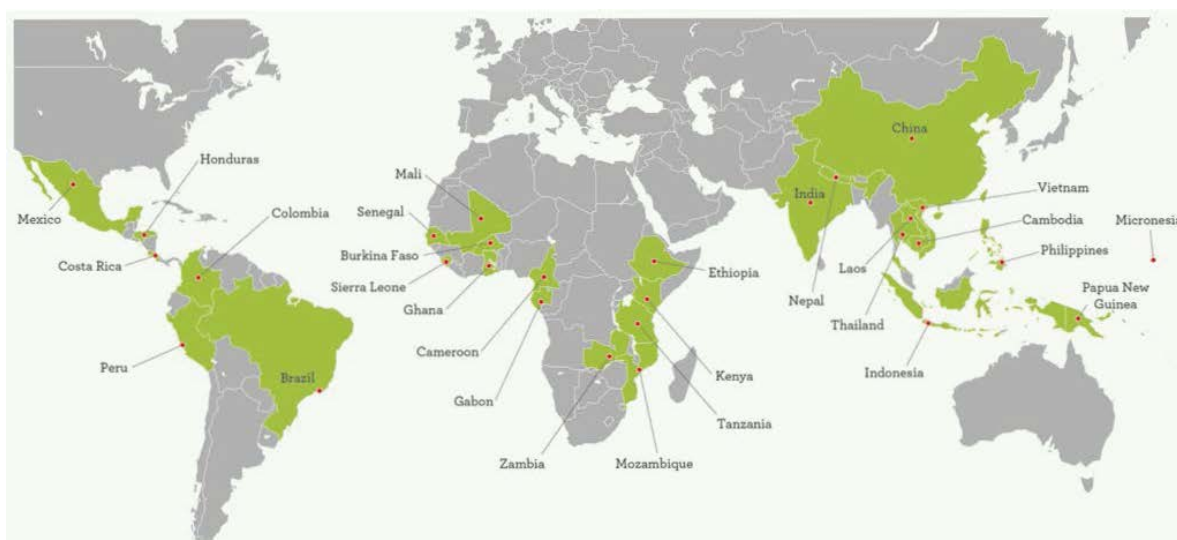 Honduras
Mexico
Colombia
Costa Rica
Peru
Brazil
Mali
Senegal
Burkina Faso
Sierra Leone
Ghana
Cameroon
Gabon
Zambia
Ethiopia
Kenya
Tanzania
Mozambique
China
India
Nepal
Vietnam
Cambodia
Laos
Thailand
Philippines
Micronesia
Papua New
Guinea
Indonesia